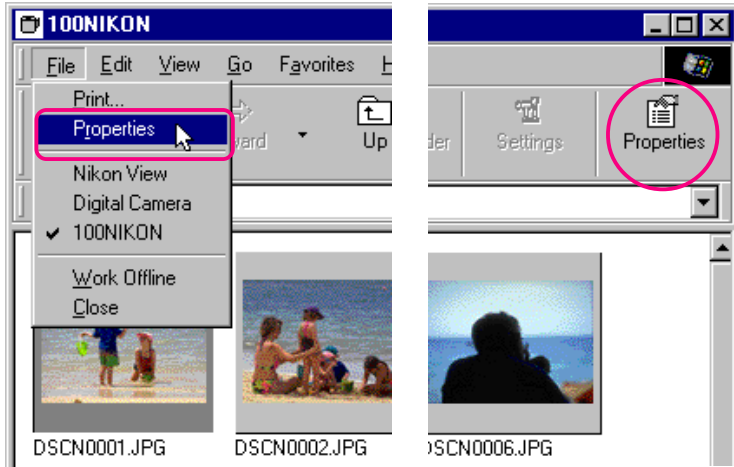 100NIKON
File Edit View Go Favorites H
Print...
Properties
ward Up der Settings Properties
Nikon View
Digital Camera
100NIKON
Work Offline
Close
DSCN0001.JPG DSCN0002.JPG DSCN0006.JPG